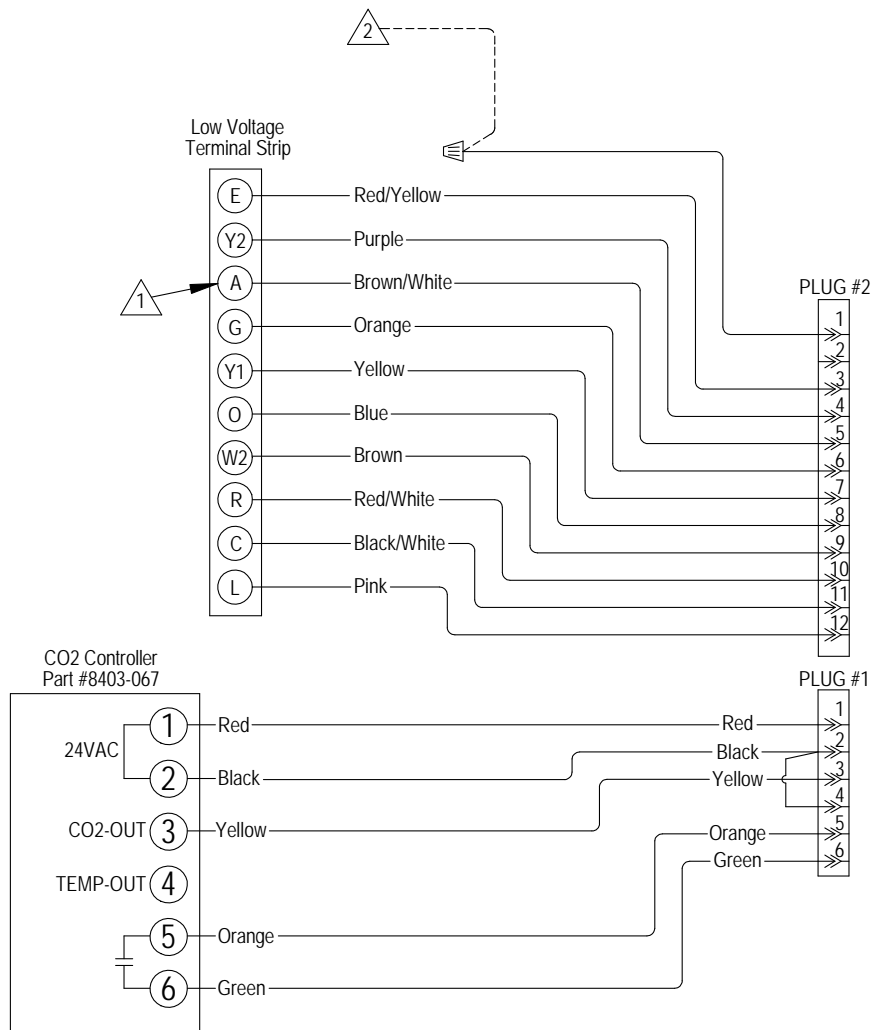 2
Low Voltage
Terminal Strip
E Red/Yellow
Y2 Purple
1 A Brown/White
G Orange
Y1 Yellow
O Blue
W2 Brown
R Red/White
C Black/White
L Pink
PLUG #2
1
2
3
4
5
6
7
8
9
10
11
12
CO2 Controller
Part #8403-067
24VAC
1 Red
2 Black
CO2-OUT 3 Yellow
TEMP-OUT 4
5 Orange
6 Green
PLUG #1
Red 1
Black 2
Yellow 3
4
Orange 5
Green 6